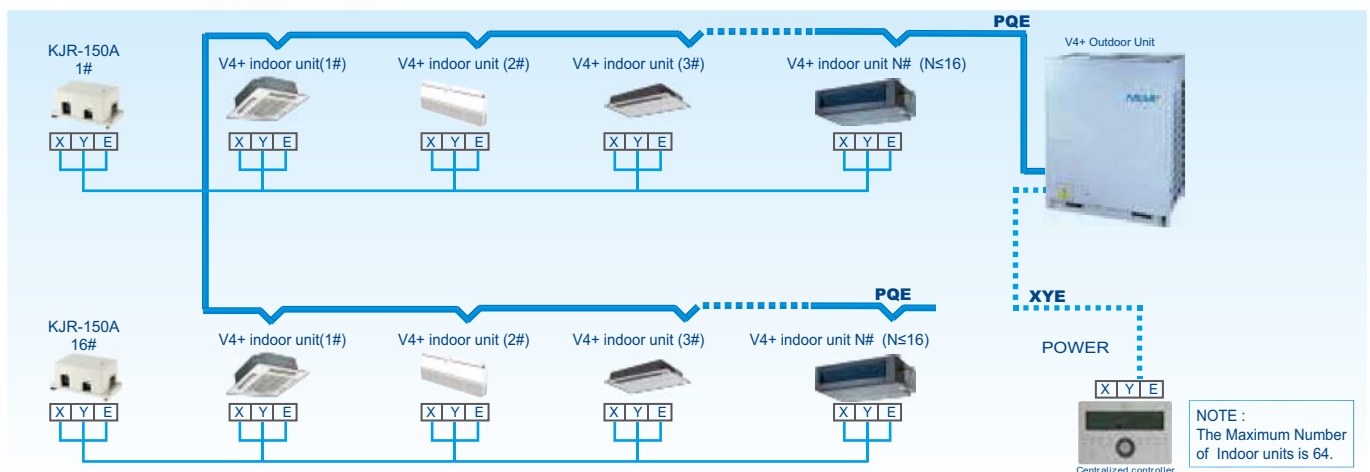 PQE
V4+ Outdoor Unit
KJR-150A
1#
V4+ indoor unit(1#)
V4+ indoor unit (2#)
V4+ indoor unit (3#)
V4+ indoor unit N# (N≤16)
X Y E
X Y E
X Y E
X Y E
X Y E
PQE
XYE
KJR-150A
16#
V4+ indoor unit(1#)
V4+ indoor unit (2#)
V4+ indoor unit (3#)
V4+ indoor unit N# (N≤16)
POWER
X Y E
X Y E
X Y E
X Y E
X Y E
X Y E
NOTE :
The Maximum Number
of Indoor units is 64.
Centralized controller